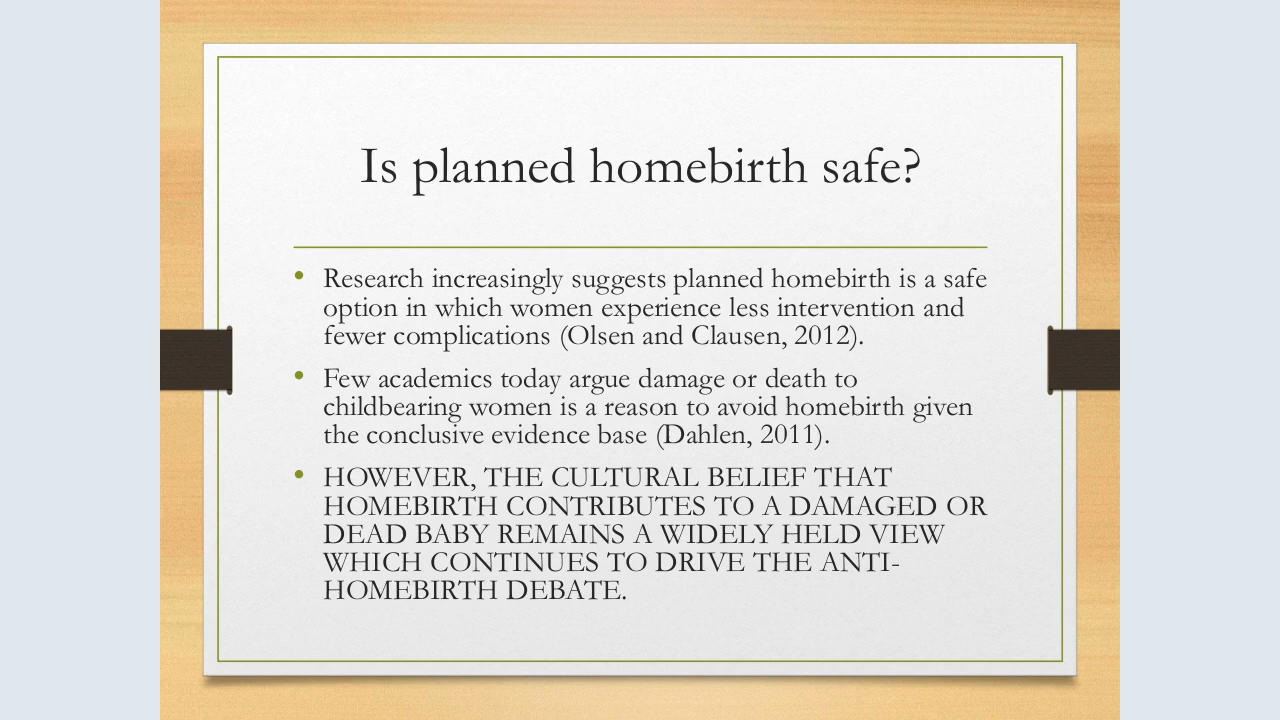 Is planned homebirth safe?
• Research increasingly suggests planned homebirth is a safe
option in which women experience less intervention and
fewer complications (Olsen and Clausen, 2012).
• Few academics today argue damage or death to
childbearing women is a reason to avoid homebirth given
the conclusive evidence base (Dahlen, 2011).
• HOWEVER, THE CULTURAL BELIEF THAT
HOMEBIRTH CONTRIBUTES TO A DAMAGED OR
DEAD BABY REMAINS A WIDELY HELD VIEW
WHICH CONTINUES TO DRIVE THE ANTI-
HOMEBIRTH DEBATE.